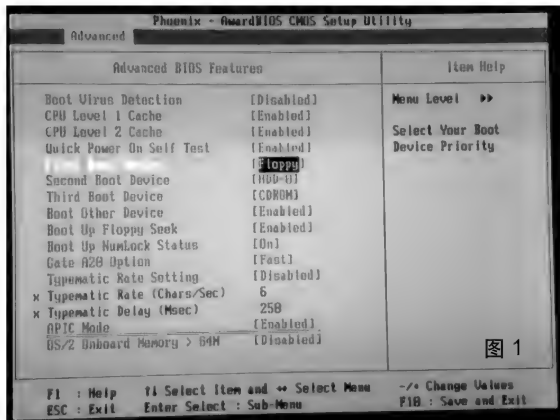 Phoenix - AwardBIOS CMOS Setup Utility
Advanced
Advanced BIOS Features
Item Help
Boot Virus Detection [Disabled]
CPU Level 1 Cache [Enabled]
CPU Level 2 Cache [Enabled]
Quick Power On Self Test [Enabled]
[Floppy]
Second Boot Device [HDD-0]
Third Boot Device [CDROM]
Boot Other Device [Enabled]
Boot Up Floppy Seek [Enabled]
Boot Up NumLock Status [On]
Gate A20 Option [Fast]
Typematic Rate Setting [Disabled]
x Typematic Rate (Chars/Sec) 6
x Typematic Delay (Msec) 250
APIC Mode [Enabled]
OS/2 Onboard Memory > 64M [Disabled]
Menu Level ▸▸
Select Your Boot
Device Priority
图 1
F1 : Help ↑↓ Select Item and ↔ Select Menu -/+ Change Values
ESC : Exit Enter Select ▸ Sub-Menu F10 : Save and Exit